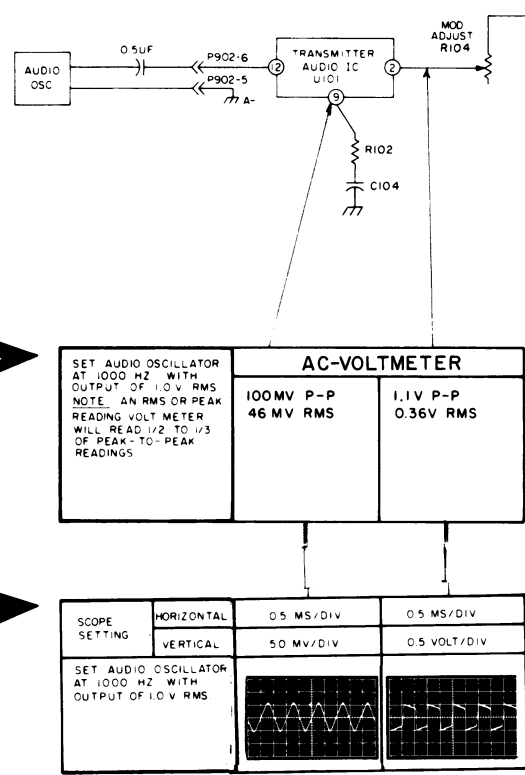 MOD
ADJUST
R104
0.5UF
P902-6
TRANSMITTER
AUDIO IC
U101
12
2
AUDIO
OSC
P902-5
A-
9
R102
C104
SET AUDIO OSCILLATOR
AT 1000 HZ WITH
OUTPUT OF 1.0 V RMS
NOTE AN RMS OR PEAK
READING VOLT METER
WILL READ 1/2 TO 1/3
OF PEAK-TO-PEAK
READINGS
AC-VOLTMETER
100MV P-P
46 MV RMS
1.1V P-P
0.36V RMS
SCOPE
SETTING
HORIZONTAL
0.5 MS/DIV
0.5 MS/DIV
VERTICAL
50 MV/DIV
0.5 VOLT/DIV
SET AUDIO OSCILLATOR
AT 1000 HZ WITH
OUTPUT OF 1.0 V RMS.